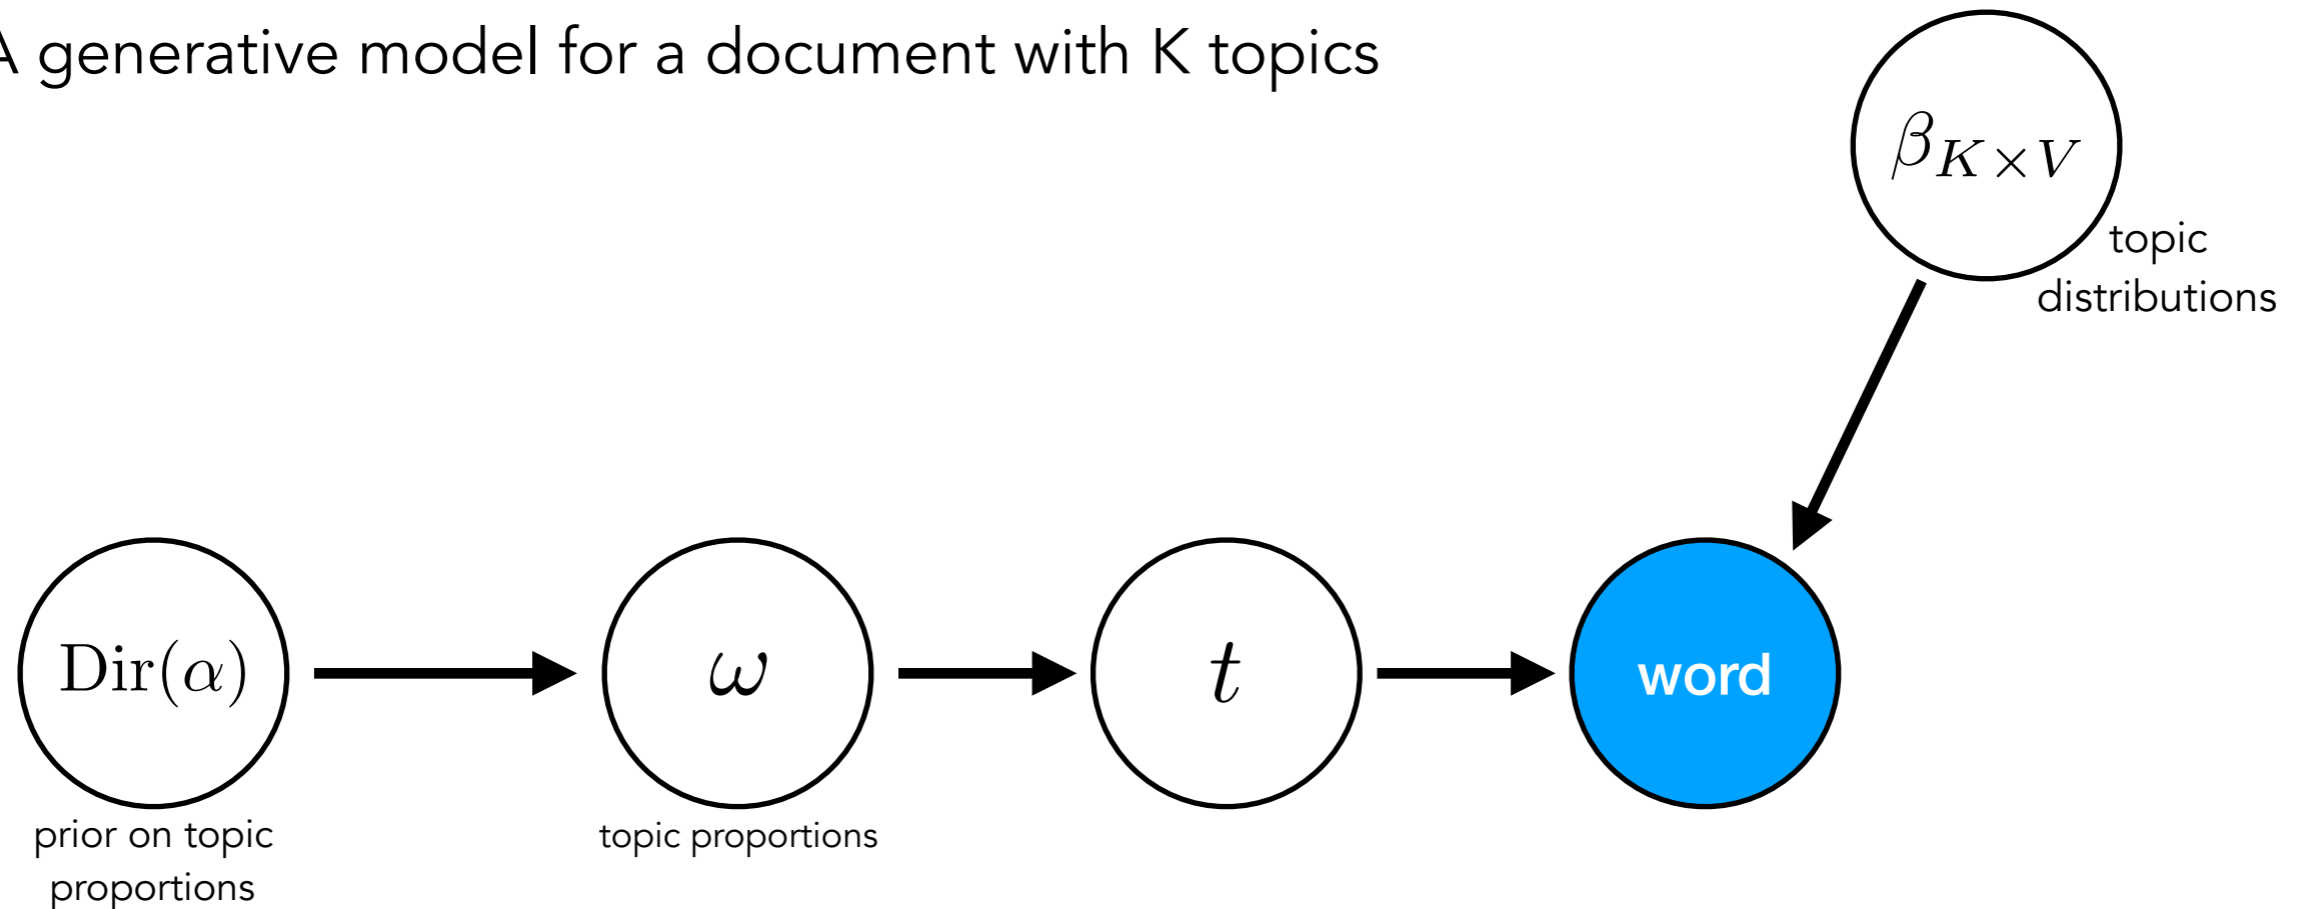 A generative model for a document with K topics
β_{K×V}
topic
distributions
Dir(α)
ω
t
word
prior on topic
proportions
topic proportions